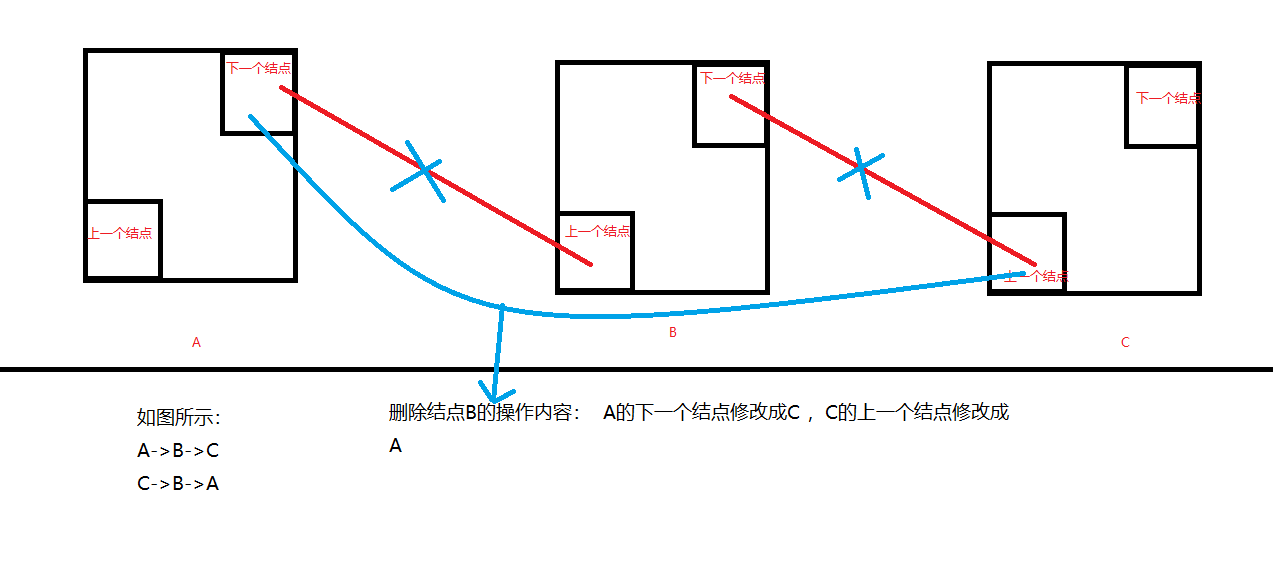 下一个结点
下一个结点
下一个结点
上一个结点
上一个结点
上一个结点
A
B
C
如图所示：
A->B->C
C->B->A
删除结点B的操作内容： A的下一个结点修改成C ，C的上一个结点修改成
A